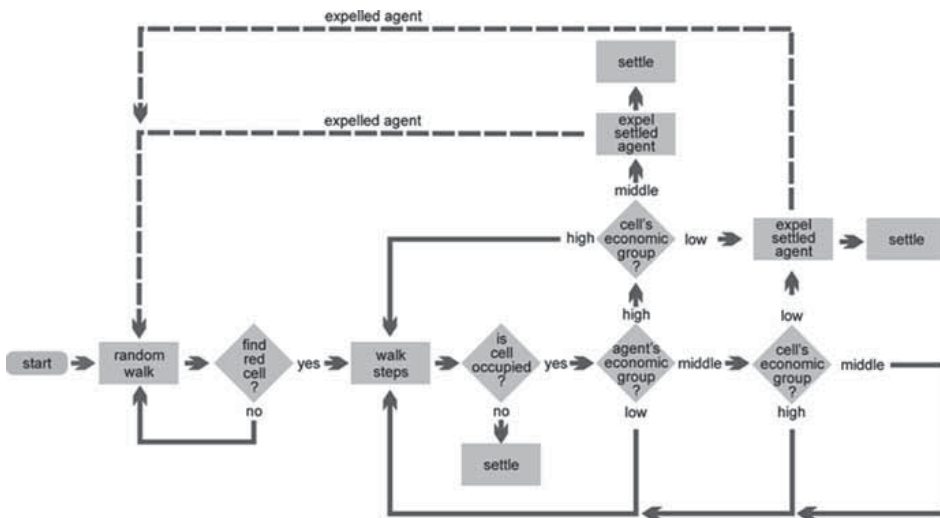 expelled agent
settle
expelled agent
expel
settled
agent
middle
high
cell's
economic
group
?
low
expel
settled
agent
settle
high
low
start
random
walk
find
red
cell
?
yes
walk
steps
is
cell
occupied
?
yes
agent's
economic
group
?
middle
cell's
economic
group
?
middle
no
no
low
high
settle